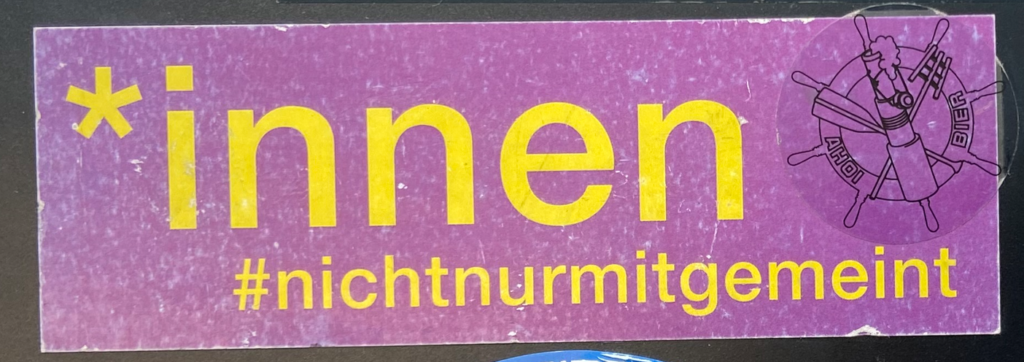 *innen
#nichtnurmitgemeint
AHOI BIER